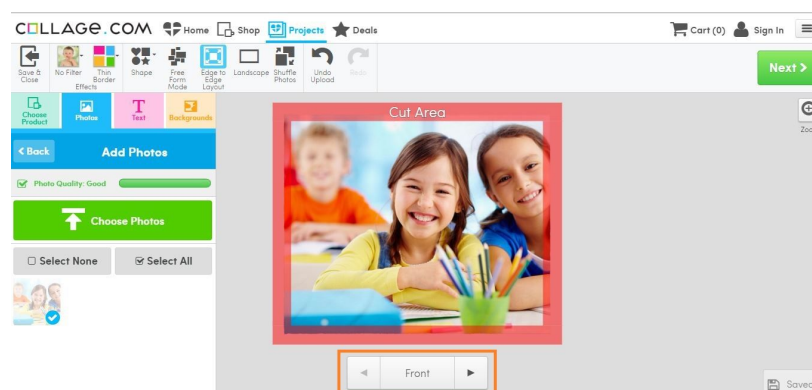 COLLAGE.COM Home Shop Projects Deals Cart (0) Sign In
Save & Close No Filter Thin Border Effects Shape Free Form Mode Edge to Edge Layout Landscape Shuffle Photos Undo Upload Redo
Next >
Choose Product Photos Text Backgrounds
Cut Area
< Back Add Photos
Photo Quality: Good
Choose Photos
Select None Select All
Front
Saved